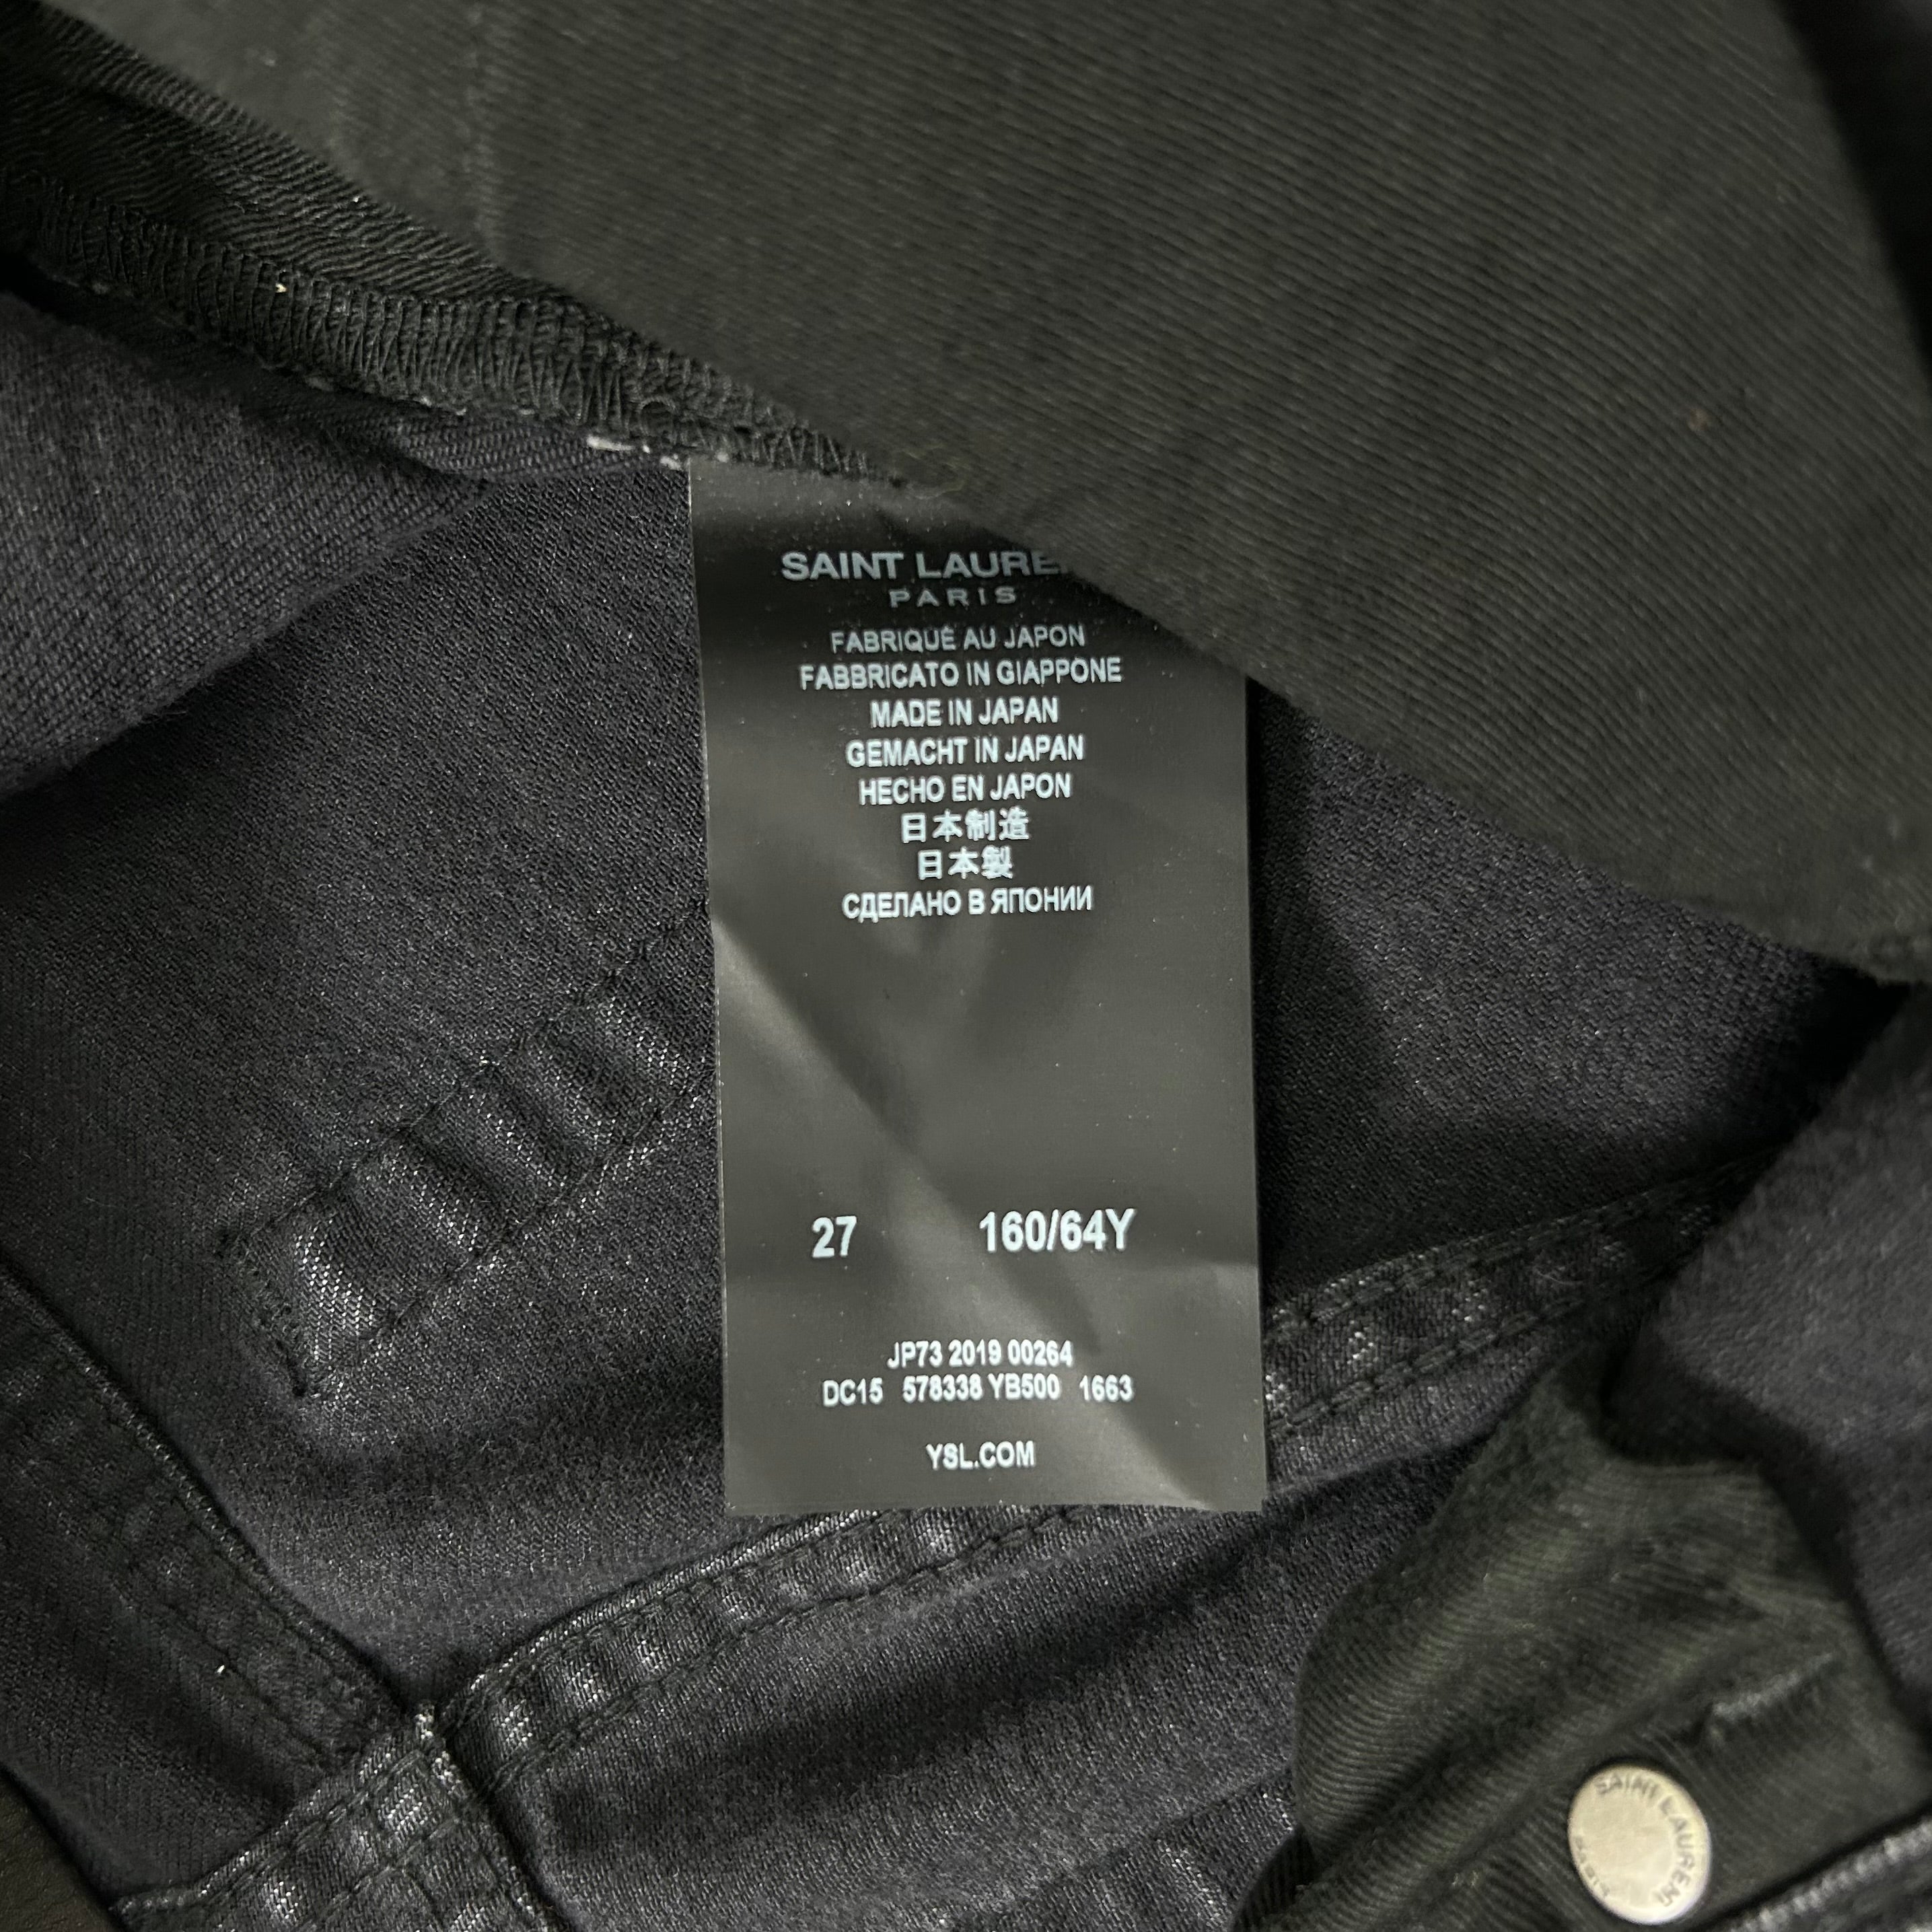 SAINT LAURE
PARIS
FABRIQUÉ AU JAPON
FABBRICATO IN GIAPPONE
MADE IN JAPAN
GEMACHT IN JAPAN
HECHO EN JAPON
日本制造
日本製
СДЕЛАНО В ЯПОНИИ
27 160/64Y
JP73 2019 00264
DC15 578338 YB500 1663
YSL.COM
SAINT LAURENT